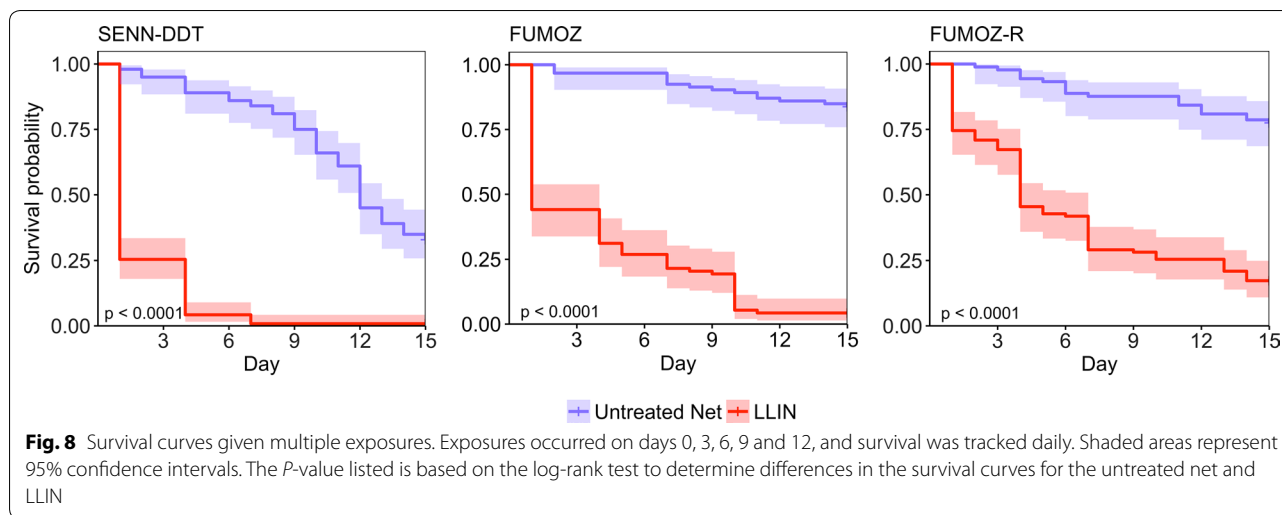 SENN-DDT
FUMOZ
FUMOZ-R
Survival probability
1.00
0.75
0.50
0.25
0.00
p < 0.0001
3
6
9
12
15
Day
1.00
0.75
0.50
0.25
0.00
p < 0.0001
3
6
9
12
15
Day
1.00
0.75
0.50
0.25
0.00
p < 0.0001
3
6
9
12
15
Day
Untreated Net LLIN
Fig. 8 Survival curves given multiple exposures. Exposures occurred on days 0, 3, 6, 9 and 12, and survival was tracked daily. Shaded areas represent
95% confidence intervals. The P-value listed is based on the log-rank test to determine differences in the survival curves for the untreated net and
LLIN